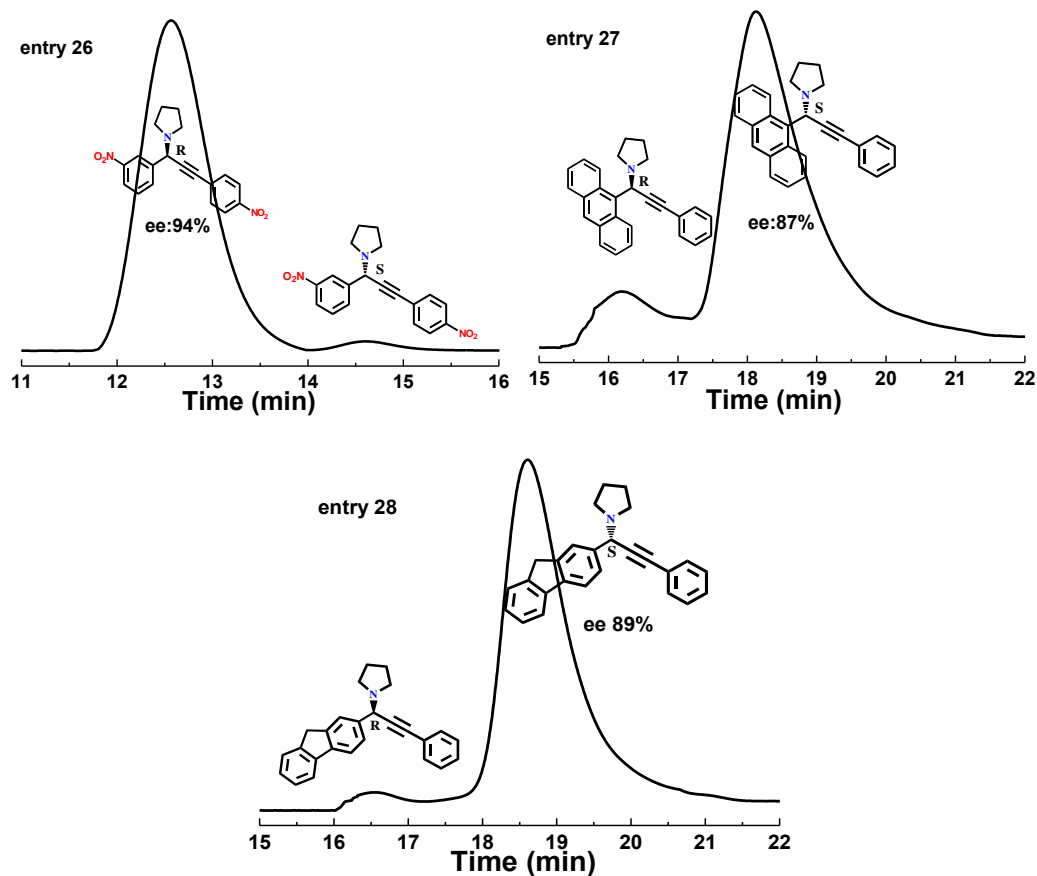 entry 26
N
R
O₂N
NO₂
ee:94%
N
S
O₂N
NO₂
11 12 13 14 15 16
Time (min)
entry 27
N
S
N
R
ee:87%
15 16 17 18 19 20 21 22
Time (min)
entry 28
N
S
ee 89%
N
R
15 16 17 18 19 20 21 22
Time (min)